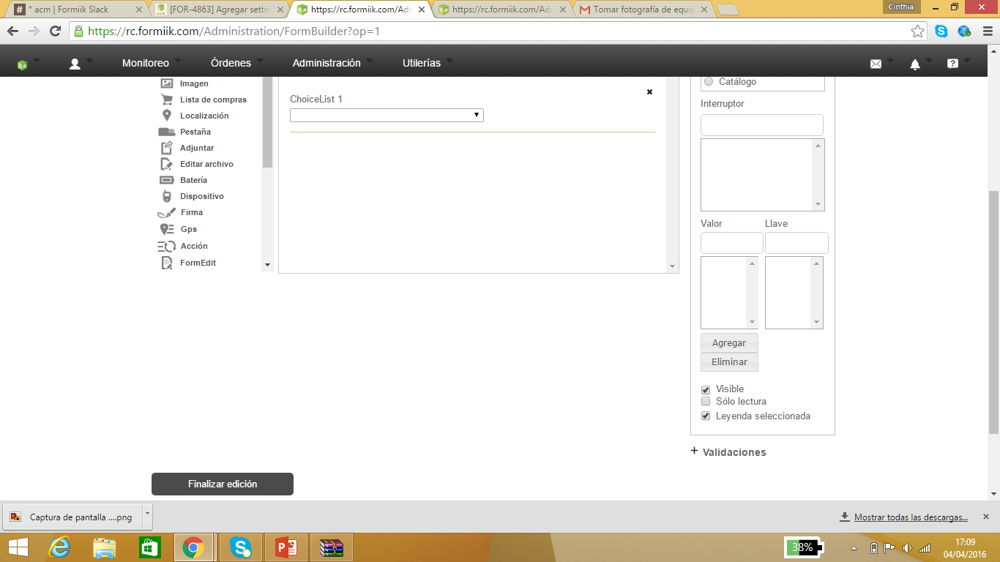 * acm | Formiik Slack
[FOR-4863] Agregar settin
https://rc.formiik.com/Adm
https://rc.formiik.com/Adm
Tomar fotografía de equip
Cinthia
https://rc.formiik.com/Administration/FormBuilder?op=1
Monitoreo
Órdenes
Administración
Utilerías
Imagen
Lista de compras
Localización
Pestaña
Adjuntar
Editar archivo
Batería
Dispositivo
Firma
Gps
Acción
FormEdit
ChoiceList 1
Catálogo
Interruptor
Valor Llave
Agregar
Eliminar
Visible
Sólo lectura
Leyenda seleccionada
+ Validaciones
Finalizar edición
Captura de pantalla ....png
Mostrar todas las descargas...
38%
17:09
04/04/2016